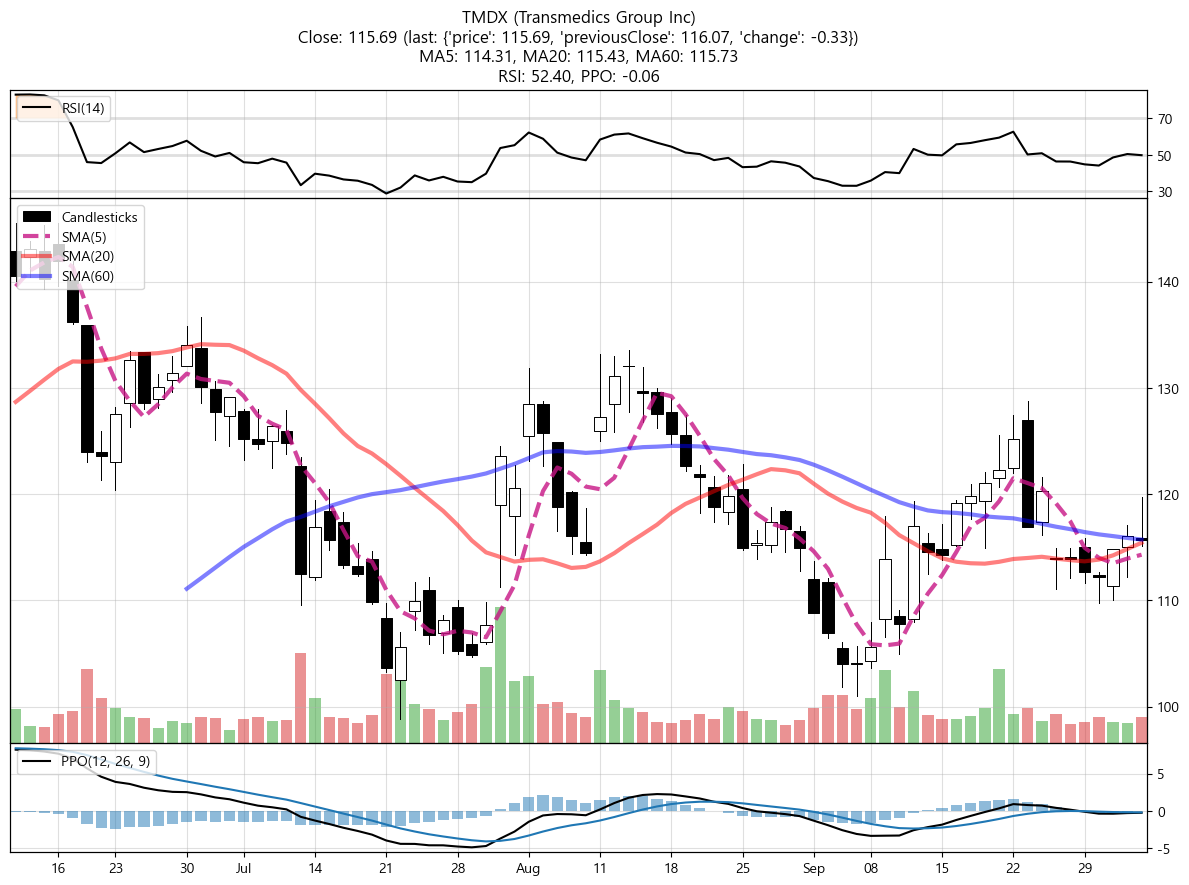 TMDX (Transmedics Group Inc)
Close: 115.69 (last: {'price': 115.69, 'previousClose': 116.07, 'change': -0.33})
MA5: 114.31, MA20: 115.43, MA60: 115.73
RSI: 52.40, PPO: -0.06
RSI(14)
70
50
30
Candlesticks
SMA(5)
SMA(20)
SMA(60)
140
130
120
110
100
PPO(12, 26, 9)
5
0
-5
16 23 30 Jul 14 21 28 Aug 11 18 25 Sep 08 15 22 29